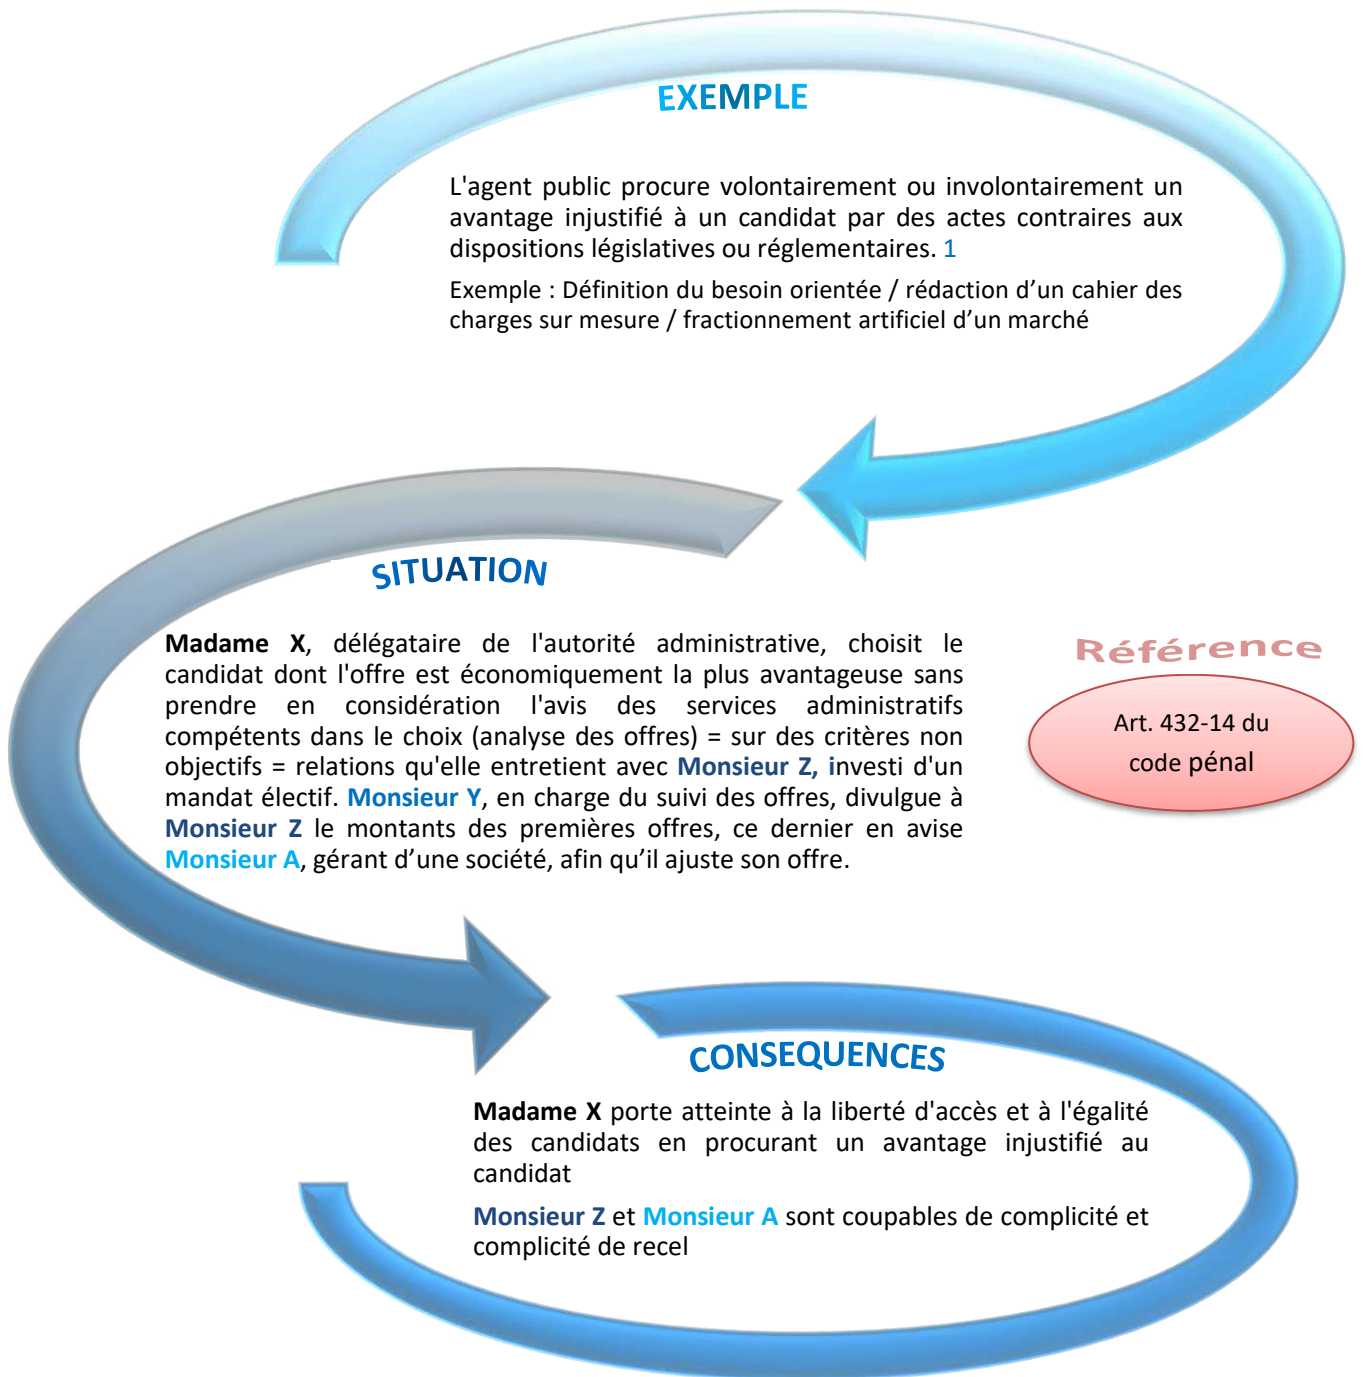 EXEMPLE
L'agent public procure volontairement ou involontairement un
avantage injustifié à un candidat par des actes contraires aux
dispositions législatives ou réglementaires. 1
Exemple : Définition du besoin orientée / rédaction d’un cahier des
charges sur mesure / fractionnement artificiel d’un marché
SITUATION
Madame X, délégataire de l'autorité administrative, choisit le
candidat dont l'offre est économiquement la plus avantageuse sans
prendre en considération l'avis des services administratifs
compétents dans le choix (analyse des offres) = sur des critères non
objectifs = relations qu'elle entretient avec Monsieur Z, investi d'un
mandat électif. Monsieur Y, en charge du suivi des offres, divulgue à
Monsieur Z le montants des premières offres, ce dernier en avise
Monsieur A, gérant d’une société, afin qu’il ajuste son offre.
Référence
Art. 432-14 du
code pénal
CONSEQUENCES
Madame X porte atteinte à la liberté d'accès et à l'égalité
des candidats en procurant un avantage injustifié au
candidat
Monsieur Z et Monsieur A sont coupables de complicité et
complicité de recel